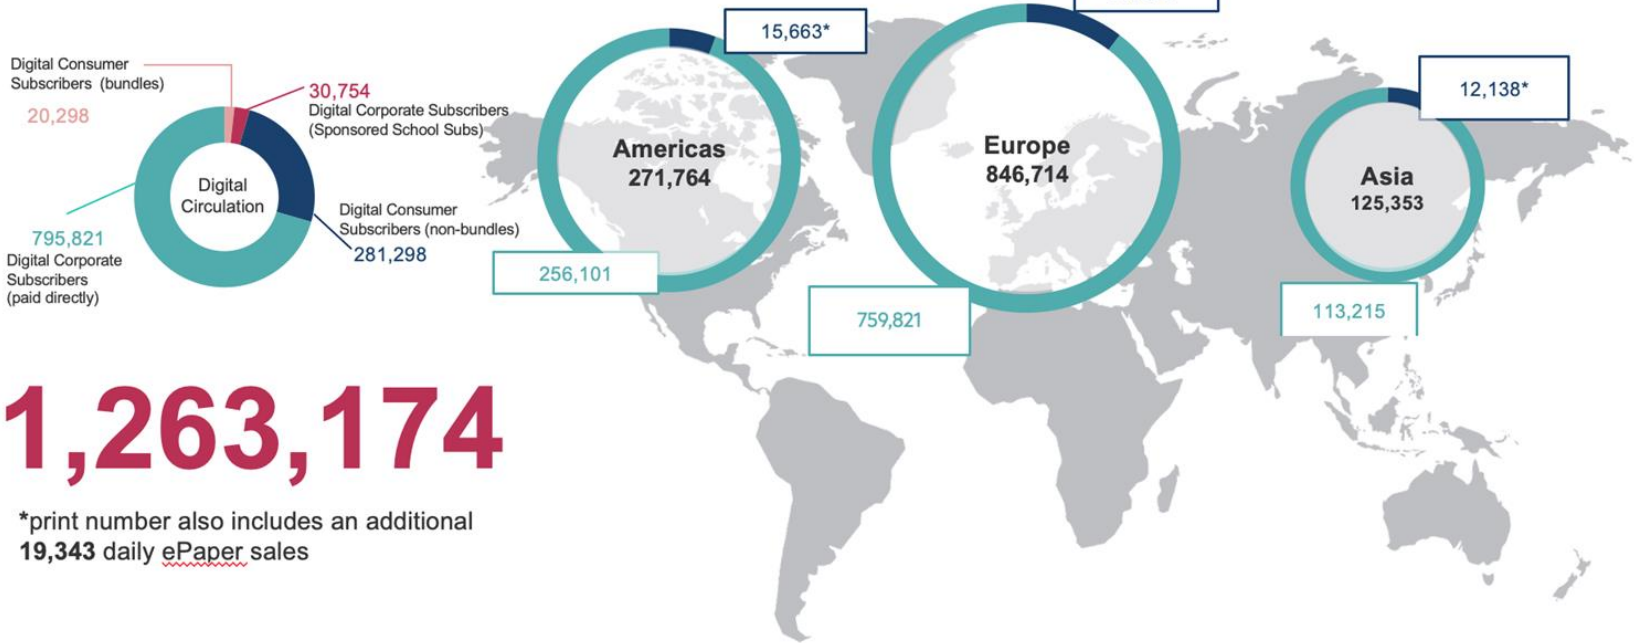 Digital Consumer
Subscribers (bundles)
20,298
30,754
Digital Corporate Subscribers
(Sponsored School Subs)
Digital
Circulation
795,821
Digital Corporate
Subscribers
(paid directly)
Digital Consumer
Subscribers (non-bundles)
281,298
15,663*
Americas
271,764
256,101
Europe
846,714
759,821
12,138*
Asia
125,353
113,215
1,263,174
*print number also includes an additional
19,343 daily ePaper sales